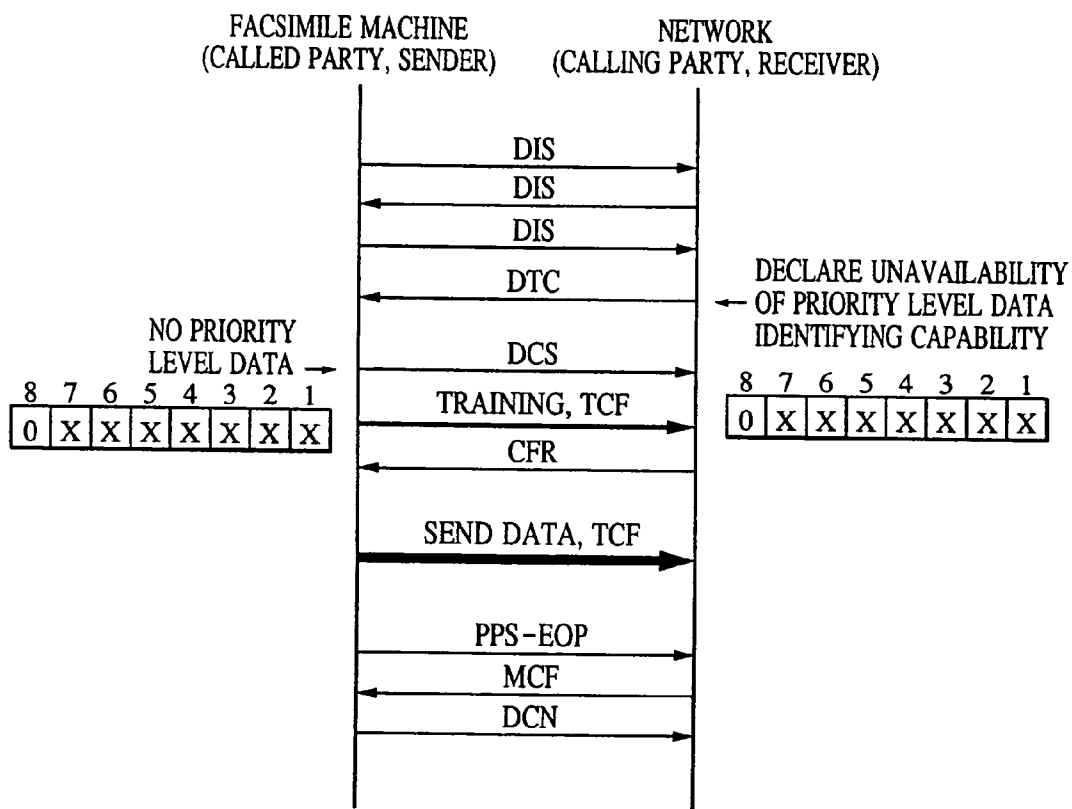 FACSIMILE MACHINE
(CALLED PARTY, SENDER)
NETWORK
(CALLING PARTY, RECEIVER)
DIS
DIS
DIS
DTC
DECLARE UNAVAILABILITY
OF PRIORITY LEVEL DATA
IDENTIFYING CAPABILITY
NO PRIORITY
LEVEL DATA
DCS
8 7 6 5 4 3 2 1
0 X X X X X X X
TRAINING, TCF
8 7 6 5 4 3 2 1
0 X X X X X X X
CFR
SEND DATA, TCF
PPS-EOP
MCF
DCN